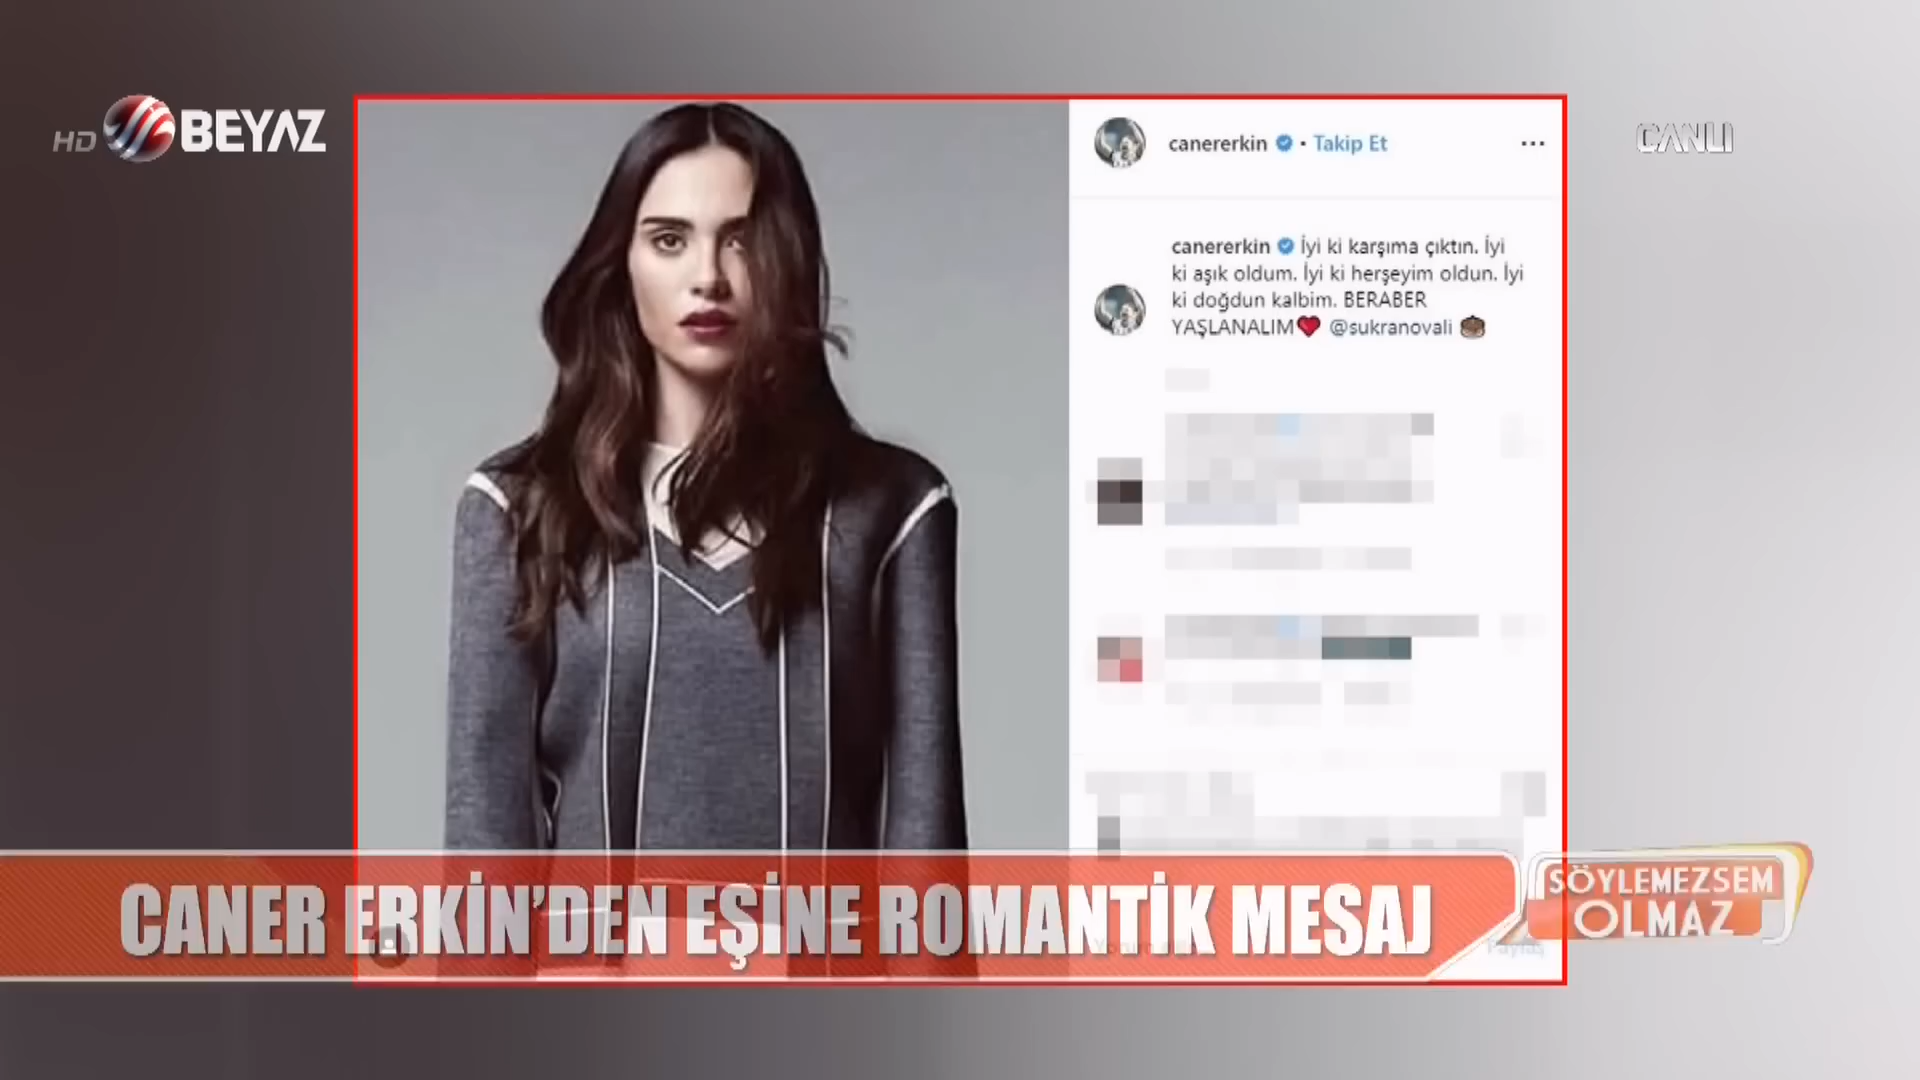 HD BEYAZ
CANLI
canererkin • Takip Et
canererkin İyi ki karşıma çıktın. İyi
ki aşık oldum. İyi ki herşeyim oldun. İyi
ki doğdun kalbim. BERABER
YAŞLANALIM❤️ @sukranovali 🎂
CANER ERKİN'DEN EŞİNE ROMANTİK MESAJ
SÖYLEMEZSEM
OLMAZ
Paylaş